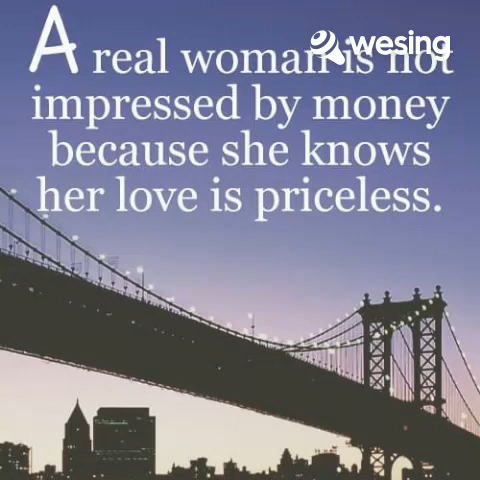 A real woman is not
wesing
impressed by money
because she knows
her love is priceless.